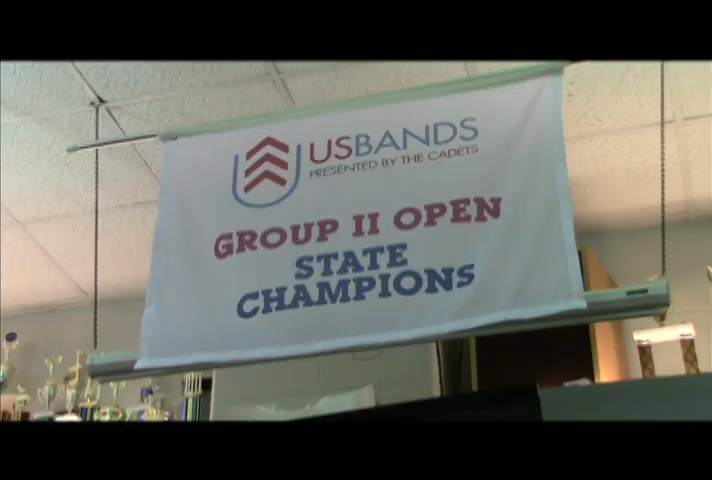 USBANDS
PRESENTED BY THE CADETS
GROUP II OPEN
STATE
CHAMPIONS